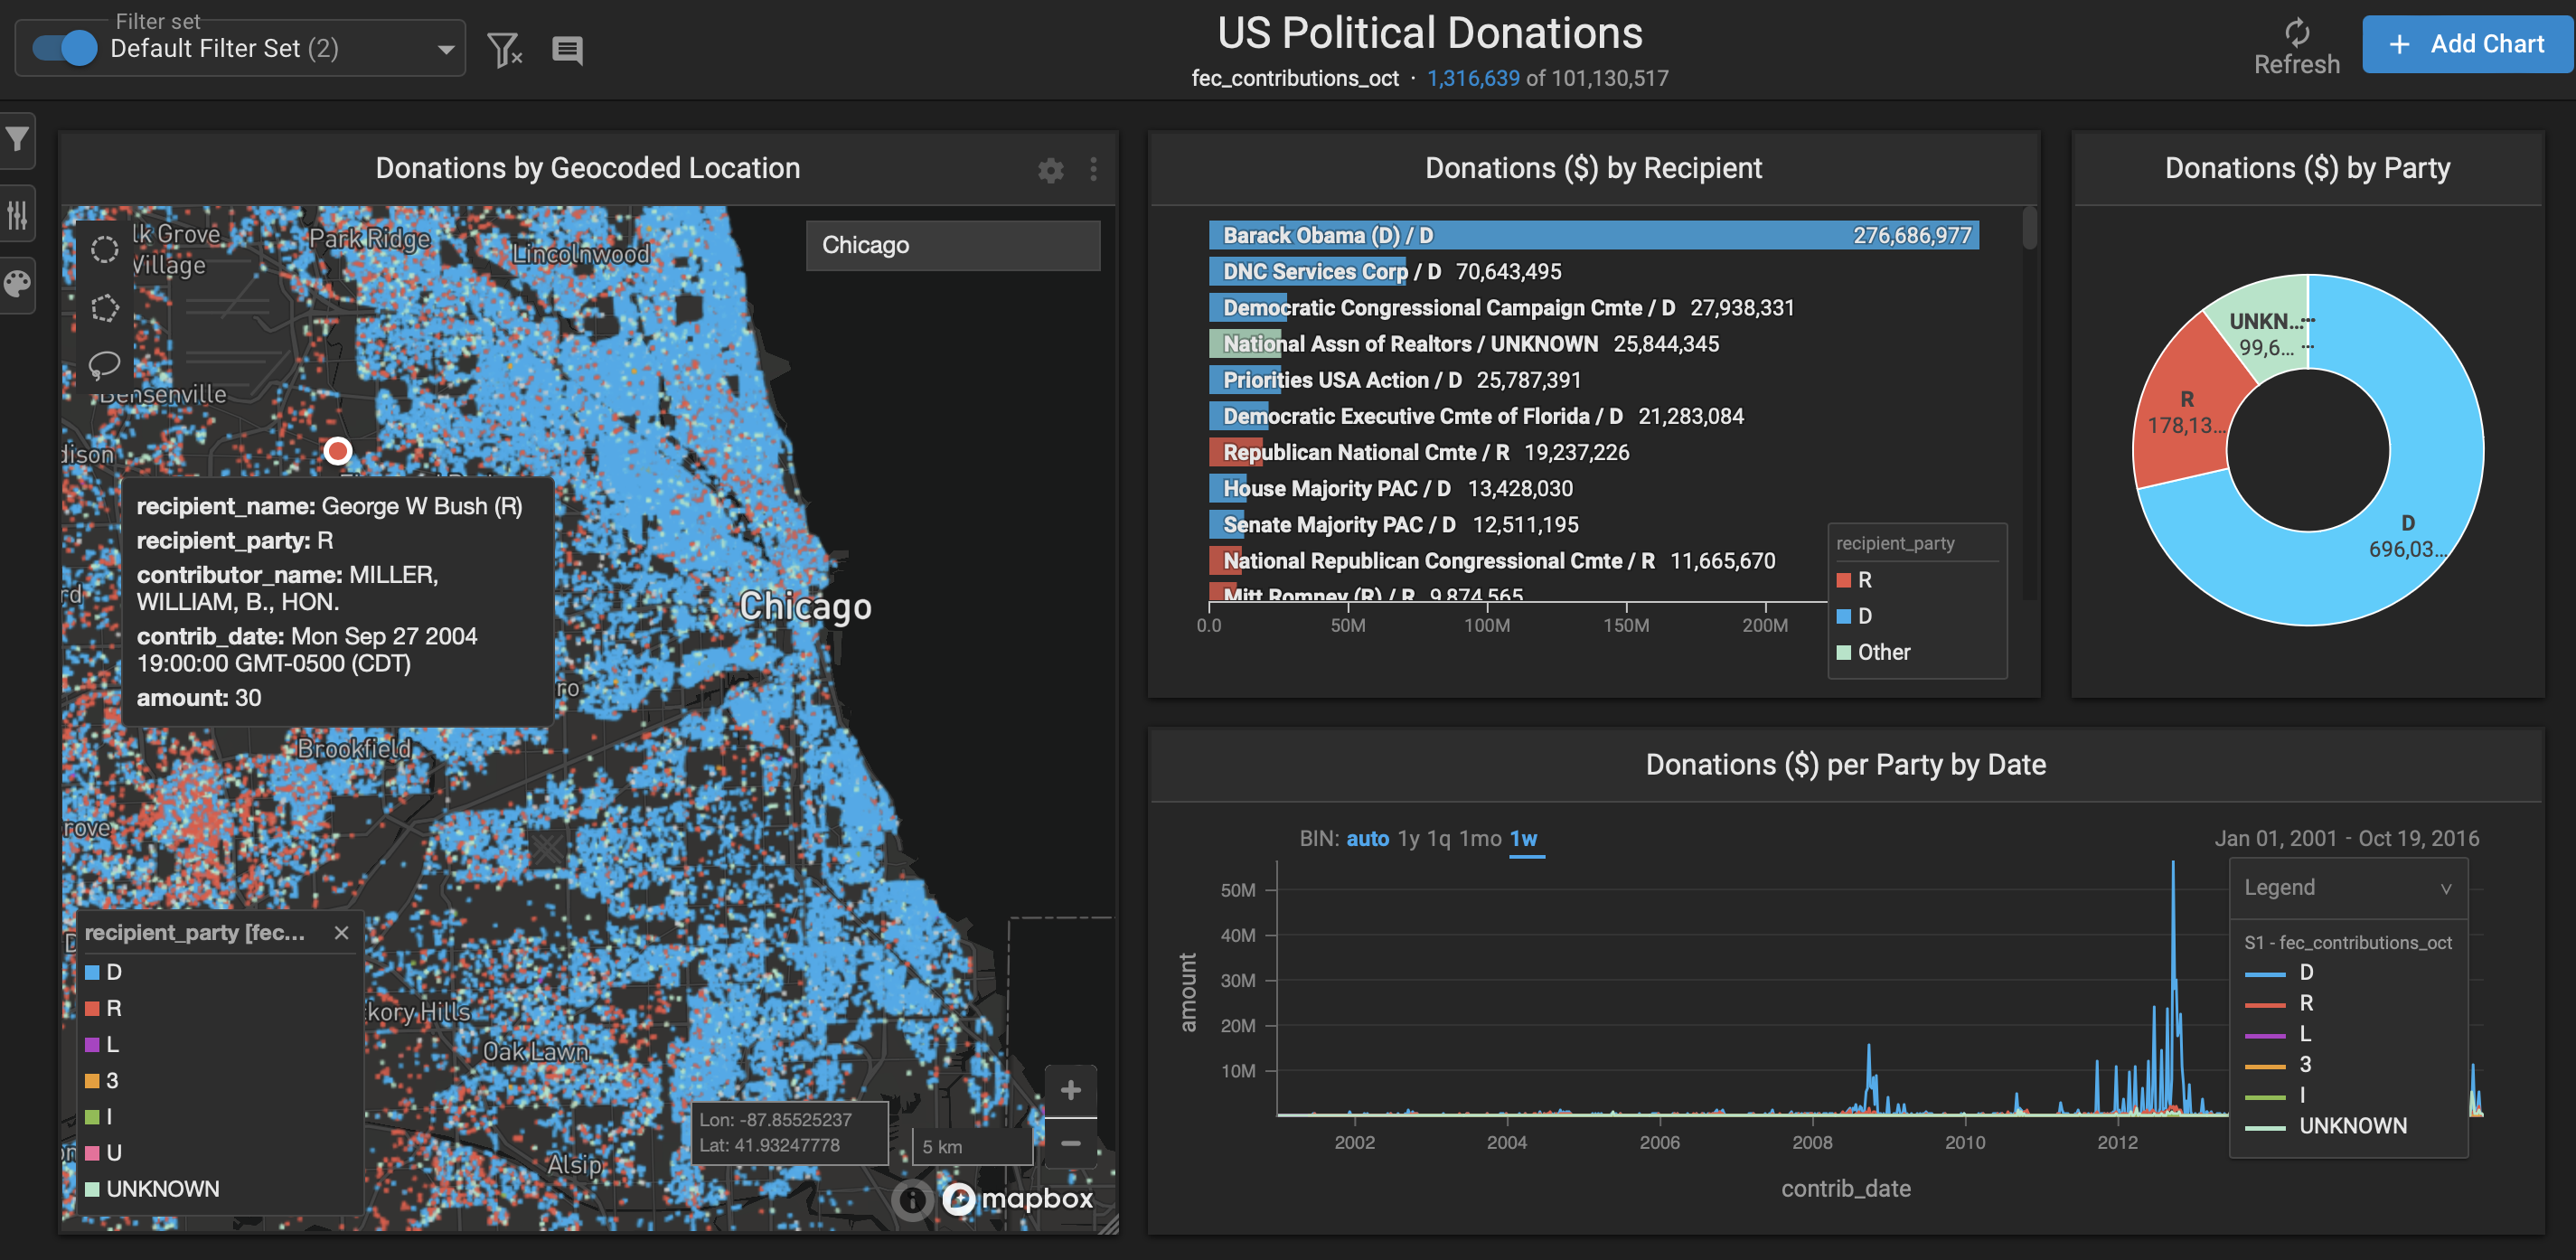 Filter set
Default Filter Set (2)
US Political Donations
fec_contributions_oct · 1,316,639 of 101,130,517
Refresh
+ Add Chart
Donations by Geocoded Location
Chicago
lk Grove
Village
Park Ridge
Lincolnwood
Bensenville
dison
recipient_name: George W Bush (R)
recipient_party: R
contributor_name: MILLER,
WILLIAM, B., HON.
contrib_date: Mon Sep 27 2004
19:00:00 GMT-0500 (CDT)
amount: 30
rd
ro
Chicago
Brookfield
rove
recipient_party [fec...
D
R
L
3
I
U
UNKNOWN
kory Hills
Oak Lawn
Alsip
Lon: -87.85525237
Lat: 41.93247778
5 km
mapbox
Donations ($) by Recipient
Barack Obama (D) / D 276,686,977
DNC Services Corp / D 70,643,495
Democratic Congressional Campaign Cmte / D 27,938,331
National Assn of Realtors / UNKNOWN 25,844,345
Priorities USA Action / D 25,787,391
Democratic Executive Cmte of Florida / D 21,283,084
Republican National Cmte / R 19,237,226
House Majority PAC / D 13,428,030
Senate Majority PAC / D 12,511,195
National Republican Congressional Cmte / R 11,665,670
Mitt Romney (R) / R 9,874,565
0.0 50M 100M 150M 200M
recipient_party
R
D
Other
Donations ($) by Party
UNKN...
99,6...
R
178,13...
D
696,03...
Donations ($) per Party by Date
BIN: auto 1y 1q 1mo 1w
Jan 01, 2001 - Oct 19, 2016
50M
40M
30M
20M
10M
amount
2002 2004 2006 2008 2010 2012
contrib_date
Legend
S1 - fec_contributions_oct
D
R
L
3
I
UNKNOWN